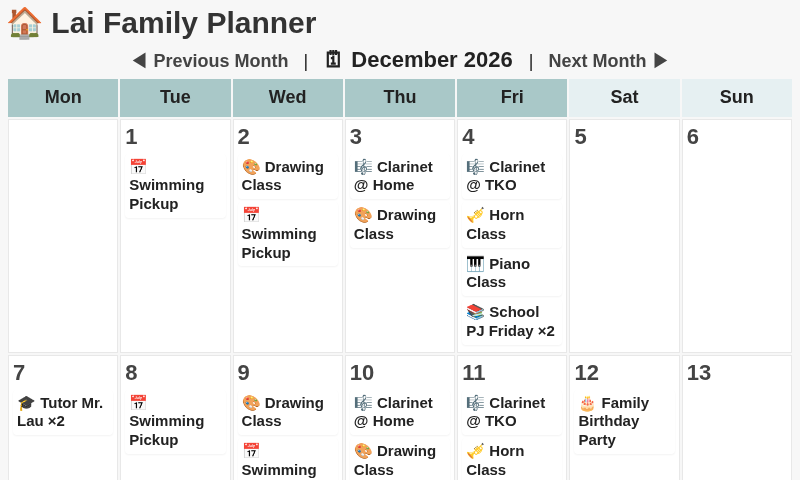 🏠 Lai Family Planner
◀ Previous Month | 🗓 December 2026 | Next Month ▶
Mon Tue Wed Thu Fri Sat Sun
1
📅
Swimming
Pickup
2
🎨 Drawing
Class
📅
Swimming
Pickup
3
🎼 Clarinet
@ Home
🎨 Drawing
Class
4
🎼 Clarinet
@ TKO
🎺 Horn
Class
🎹 Piano
Class
📚 School
PJ Friday ×2
5
6
7
🎓 Tutor Mr.
Lau ×2
8
📅
Swimming
Pickup
9
🎨 Drawing
Class
📅
Swimming
10
🎼 Clarinet
@ Home
🎨 Drawing
Class
11
🎼 Clarinet
@ TKO
🎺 Horn
Class
12
🎂 Family
Birthday
Party
13